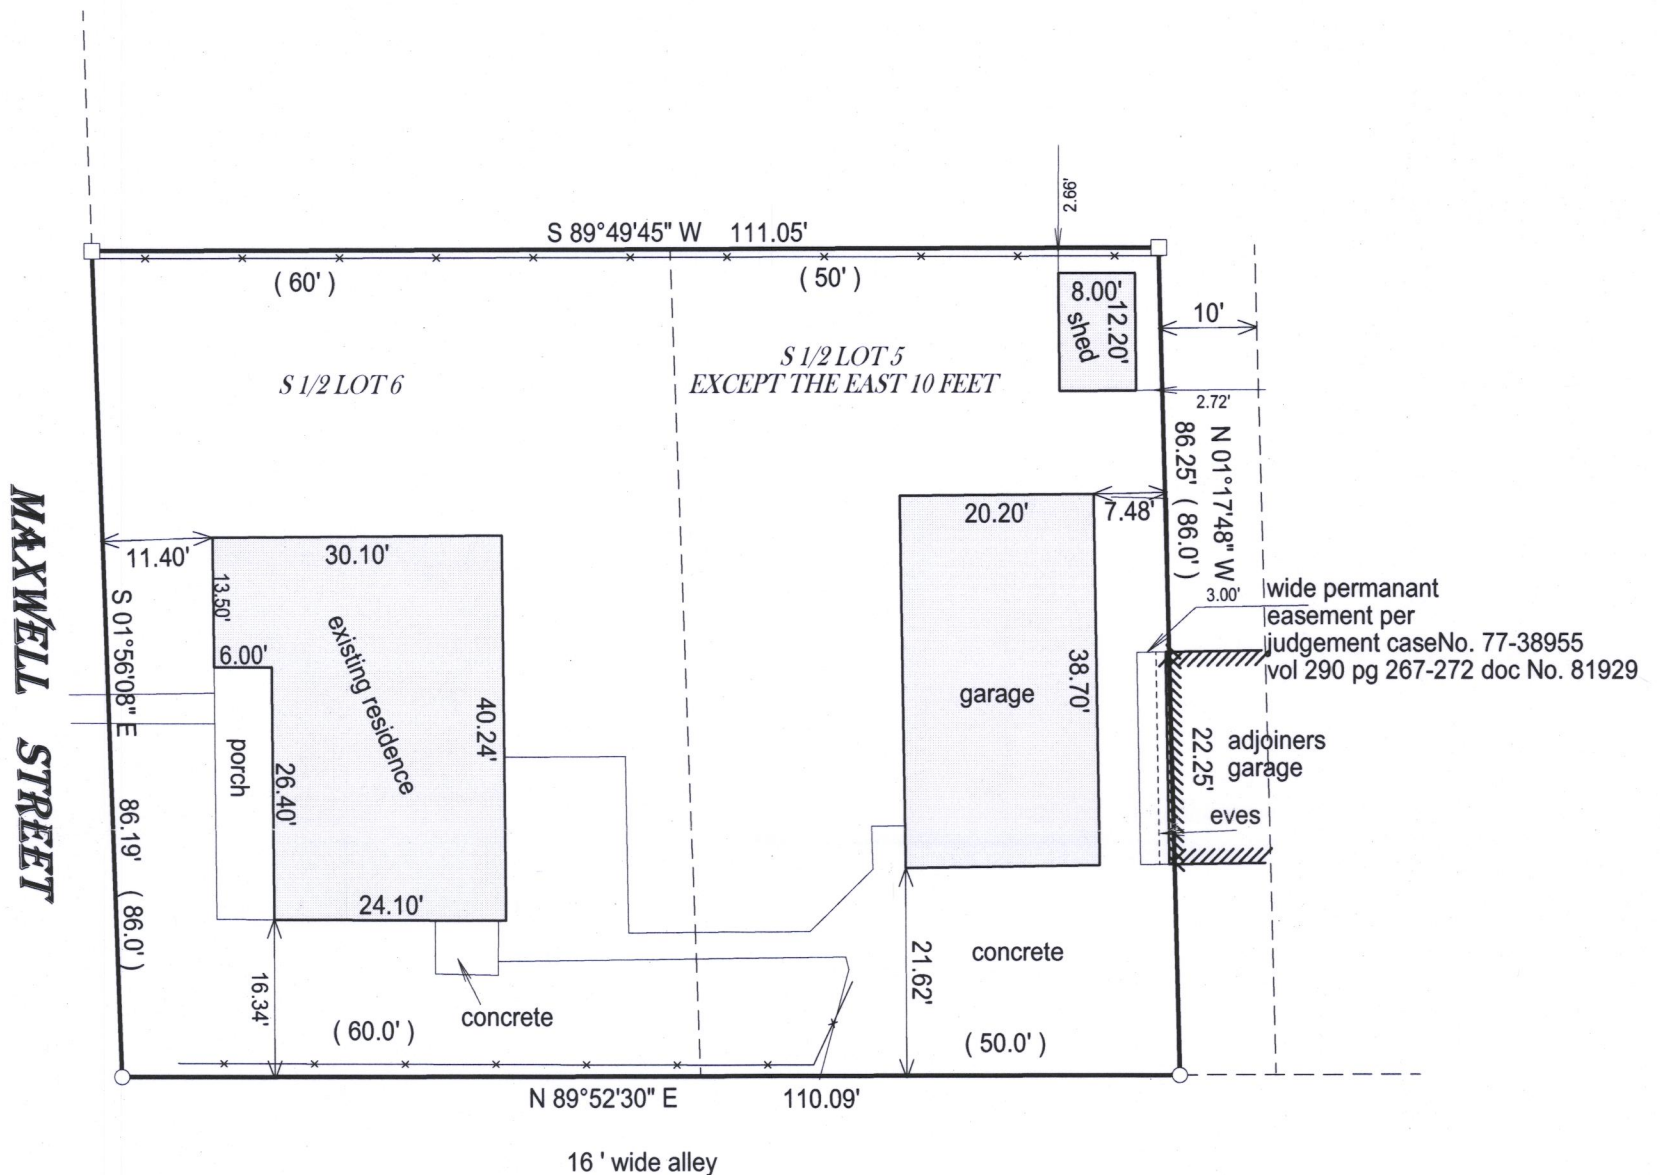 2.66'
S 89°49'45" W 111.05'
( 60' )
( 50' )
8.00'
12.20'
shed
10'
S 1/2 LOT 6
S 1/2 LOT 5
EXCEPT THE EAST 10 FEET
2.72'
N 01°17'48" W
86.25' ( 86.0' )
20.20'
7.48'
11.40'
30.10'
13.50'
6.00'
existing residence
40.24'
porch
26.40'
24.10'
garage
38.70'
3.00'
wide permanant
easement per
judgement caseNo. 77-38955
vol 290 pg 267-272 doc No. 81929
22.25'
adjoiners
garage
eves
MAXWELL STREET
S 01°56'08" E 86.19' ( 86.0' )
16.34'
concrete
21.62'
concrete
( 60.0' )
( 50.0' )
N 89°52'30" E 110.09'
16 ' wide alley